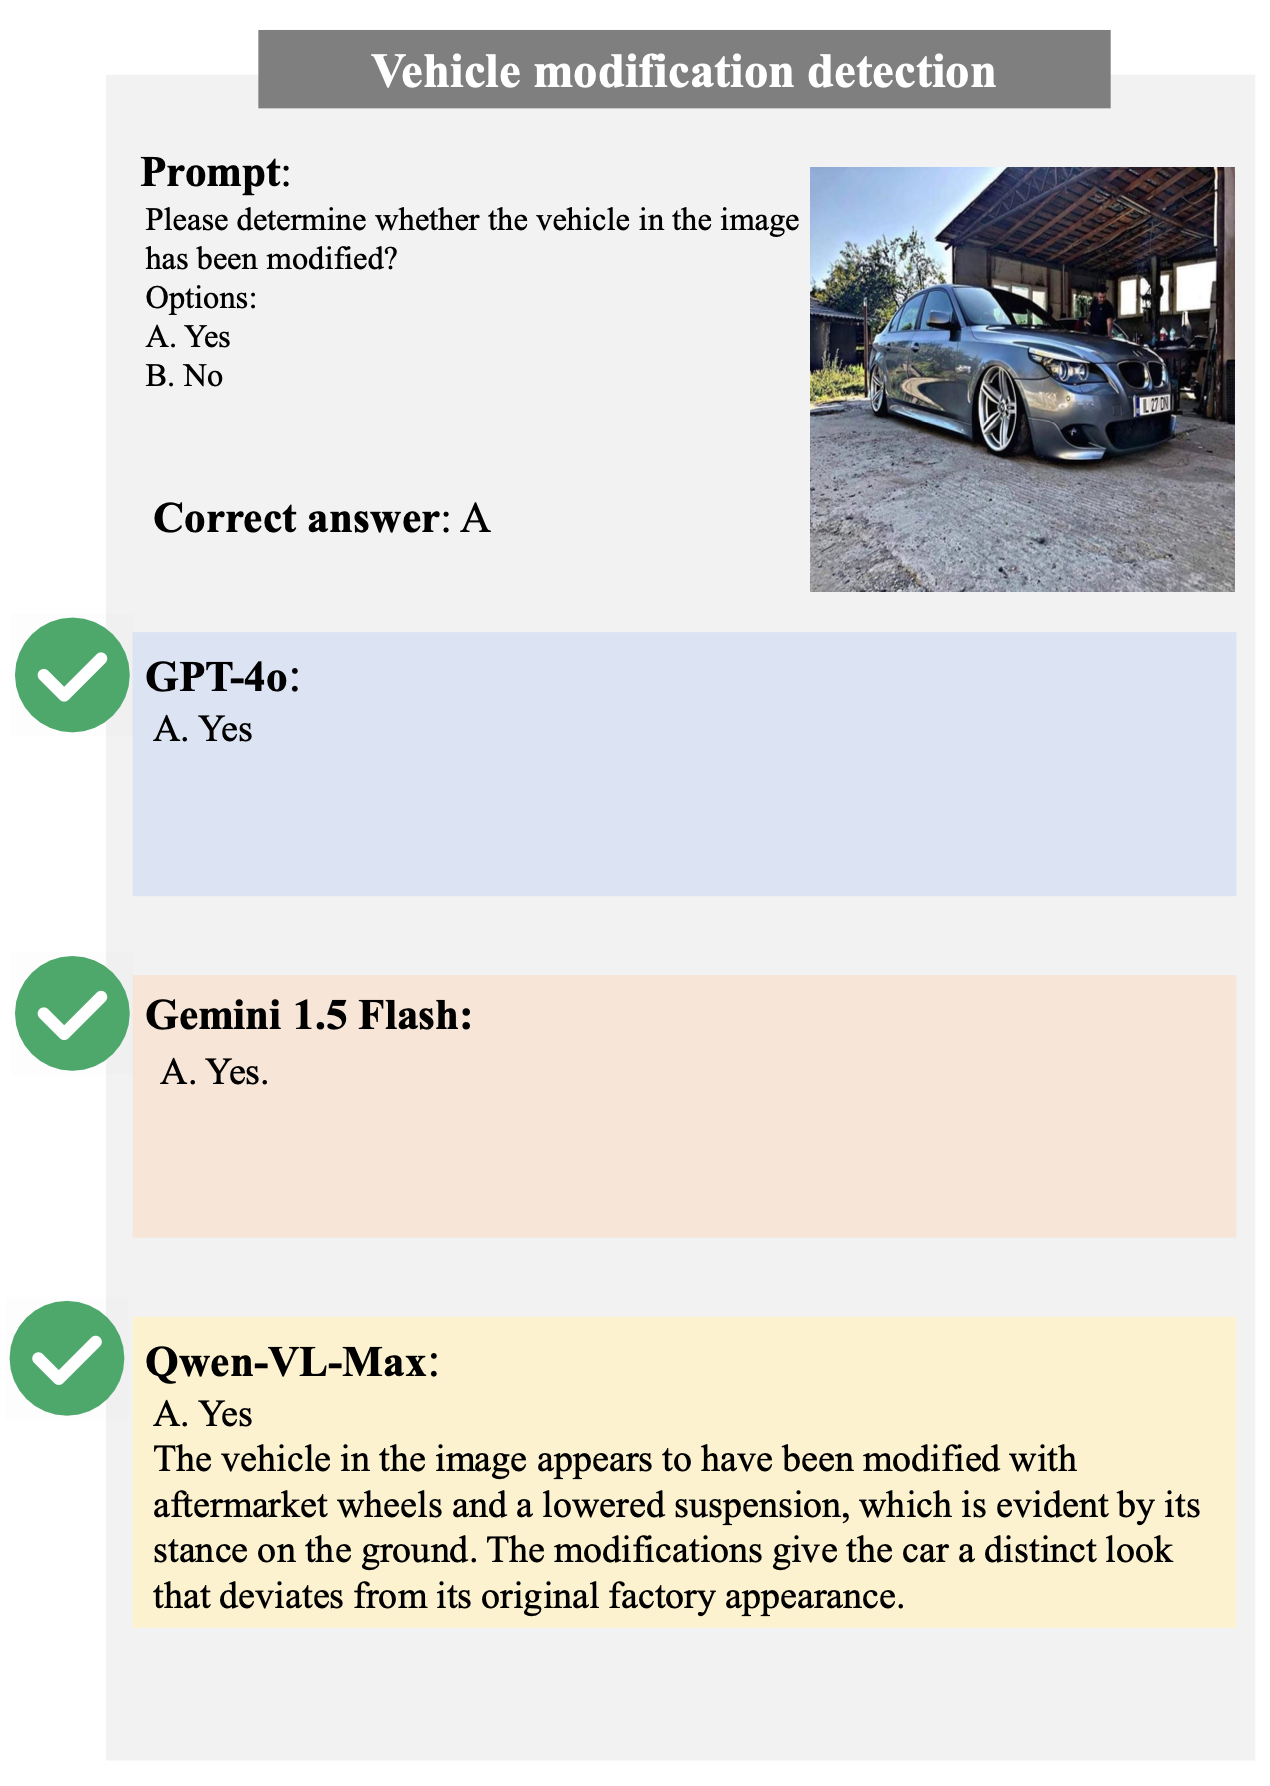 Vehicle modification detection
Prompt:
Please determine whether the vehicle in the image
has been modified?
Options:
A. Yes
B. No
IL 27 DN
Correct answer: A
GPT-4o:
A. Yes
Gemini 1.5 Flash:
A. Yes.
Qwen-VL-Max:
A. Yes
The vehicle in the image appears to have been modified with
aftermarket wheels and a lowered suspension, which is evident by its
stance on the ground. The modifications give the car a distinct look
that deviates from its original factory appearance.